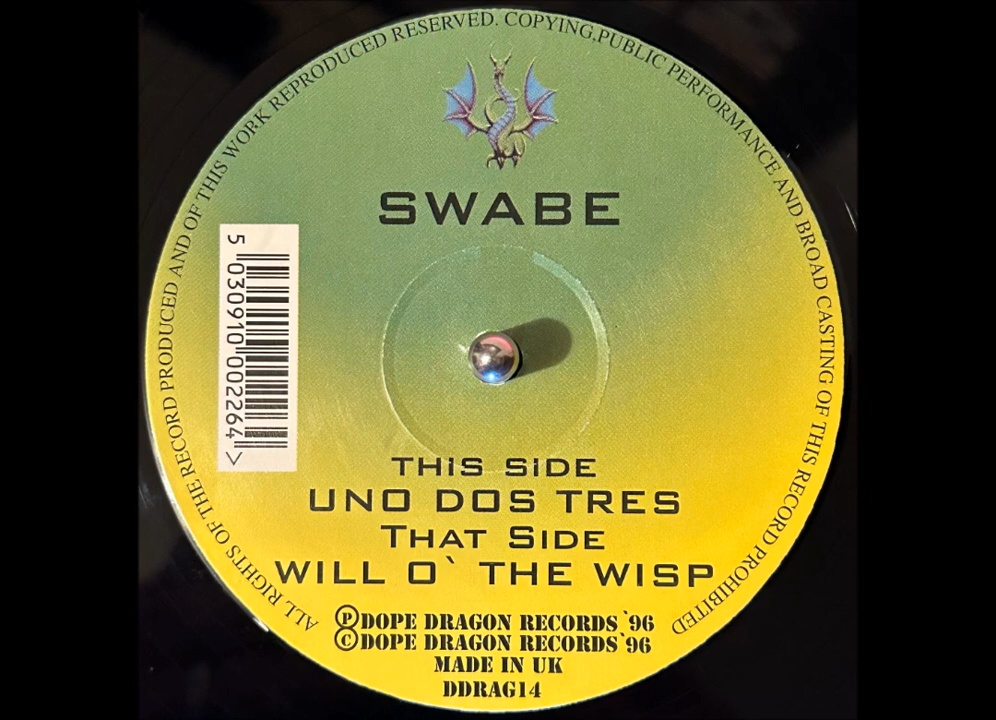 ALL RIGHTS OF THE RECORD PRODUCED AND OF THIS WORK REPRODUCED RESERVED. COPYING,PUBLIC PERFORMANCE AND BROAD CASTING OF THIS RECORD PROHIBITED
SWABE
5 030910 002264 >
THIS SIDE
UNO DOS TRES
THAT SIDE
WILL O` THE WISP
℗DOPE DRAGON RECORDS `96
©DOPE DRAGON RECORDS`96
MADE IN UK
DDRAG14